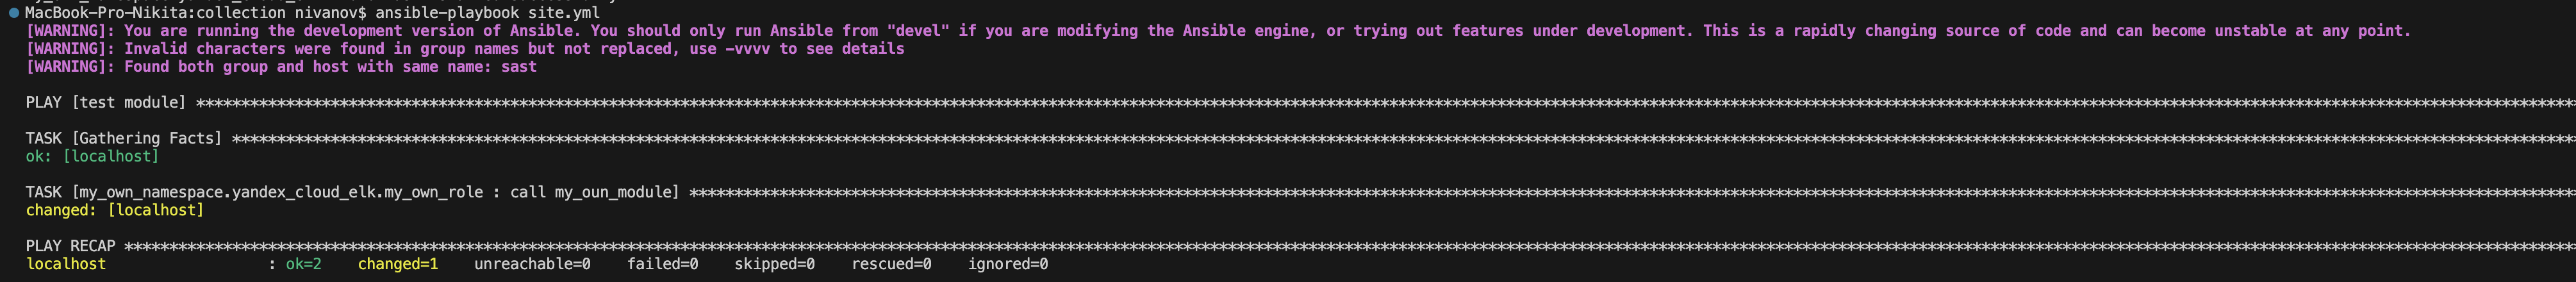 MacBook-Pro-Nikita:collection nivanov$ ansible-playbook site.yml
[WARNING]: You are running the development version of Ansible. You should only run Ansible from "devel" if you are modifying the Ansible engine, or trying out features under development. This is a rapidly changing source of code and can become unstable at any point.
[WARNING]: Invalid characters were found in group names but not replaced, use -vvvv to see details
[WARNING]: Found both group and host with same name: sast
PLAY [test module] ****************************************************************************************************
TASK [Gathering Facts] ****************************************************************************************************
ok: [localhost]
TASK [my_own_namespace.yandex_cloud_elk.my_own_role : call my_oun_module] ****************************************************************************************************
changed: [localhost]
PLAY RECAP ****************************************************************************************************
localhost                  : ok=2    changed=1    unreachable=0    failed=0    skipped=0    rescued=0    ignored=0